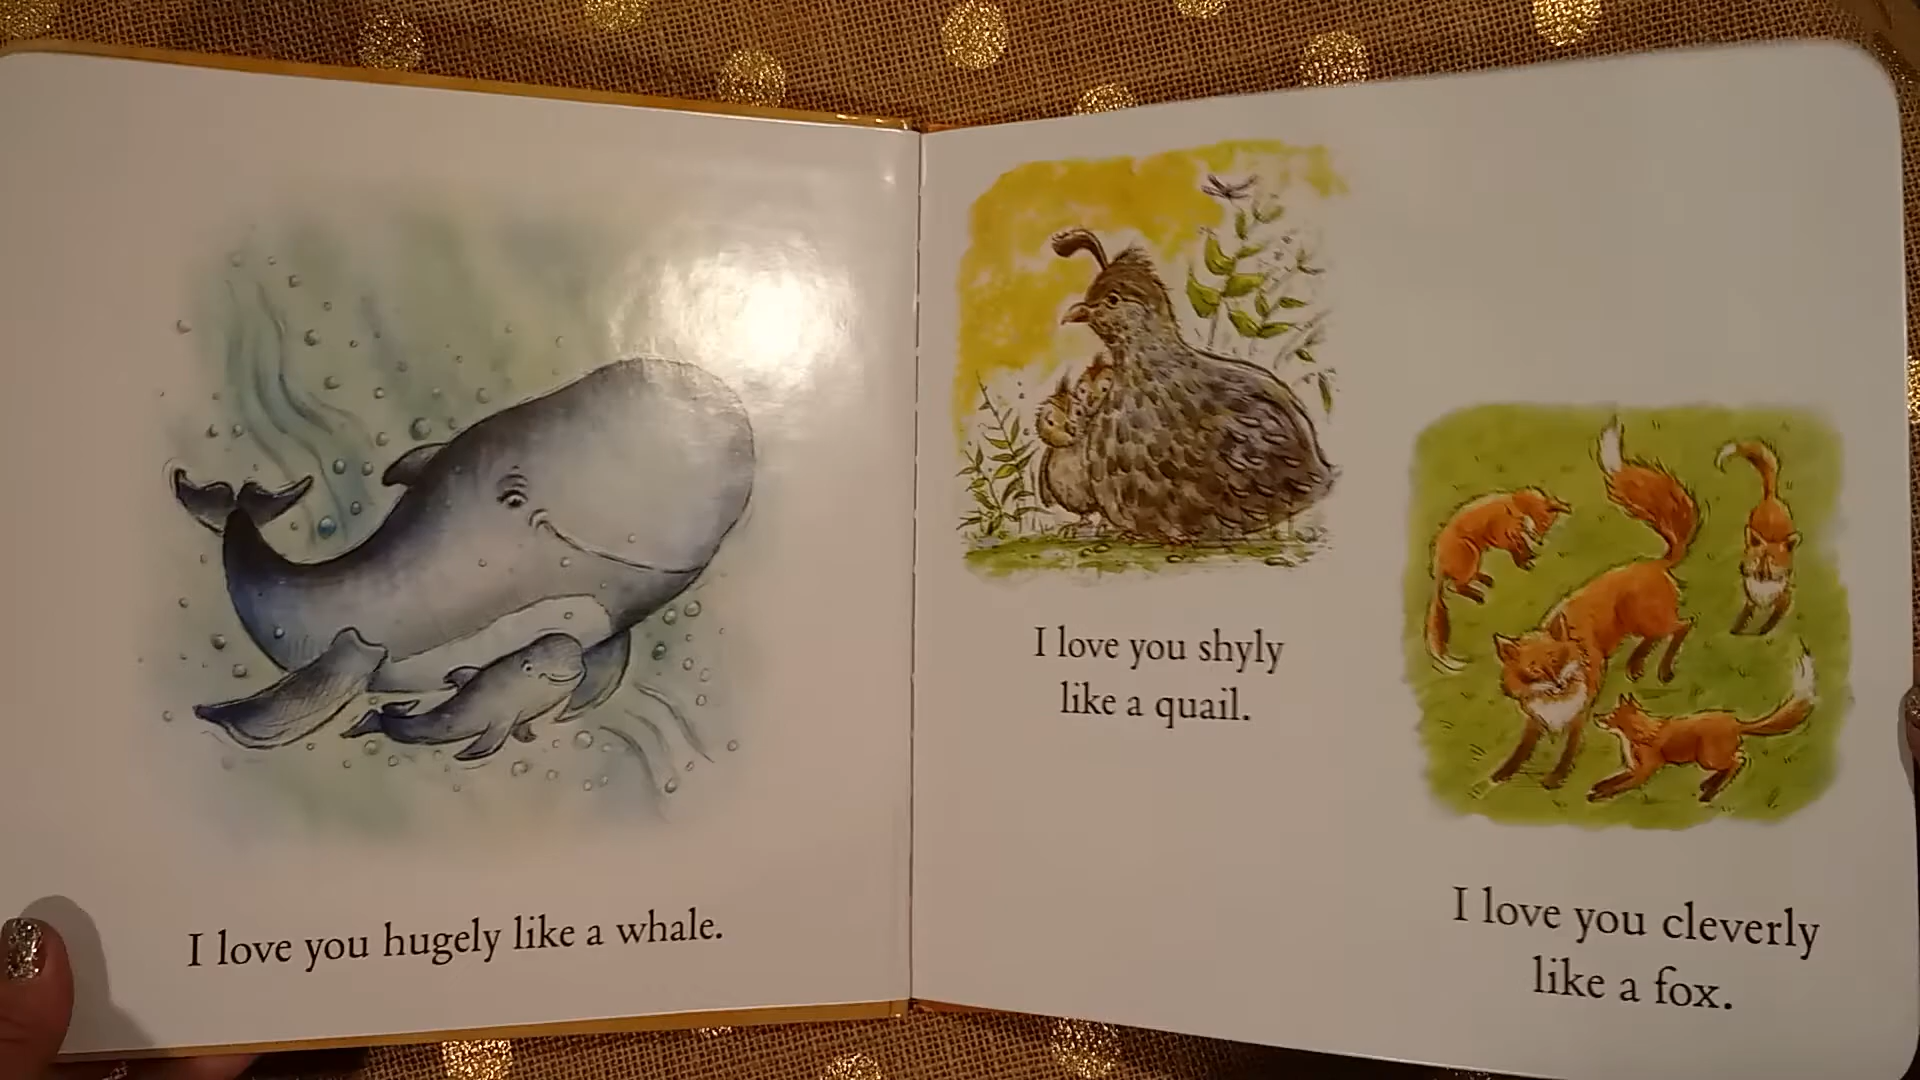 I love you hugely like a whale.
I love you shyly
like a quail.
I love you cleverly
like a fox.